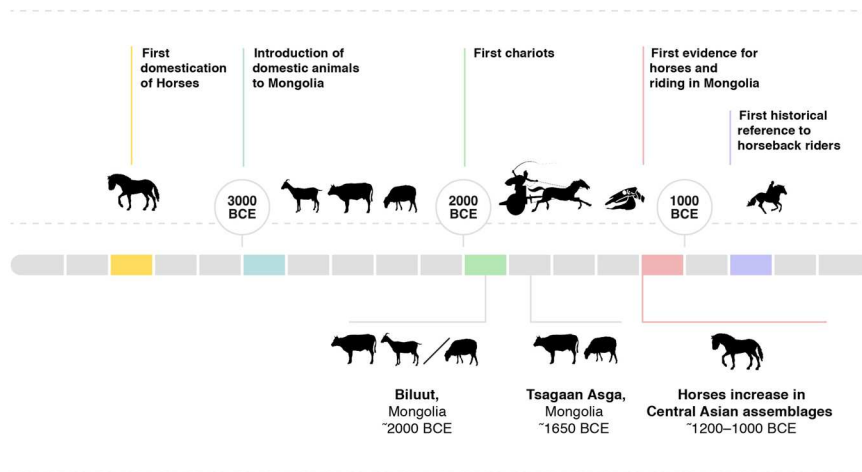 First
domestication
of Horses
Introduction of
domestic animals
to Mongolia
First chariots
First evidence for
horses and
riding in Mongolia
First historical
reference to
horseback riders
3000
BCE
2000
BCE
1000
BCE
Biluut,
Mongolia
~2000 BCE
Tsagaan Asga,
Mongolia
~1650 BCE
Horses increase in
Central Asian assemblages
~1200–1000 BCE